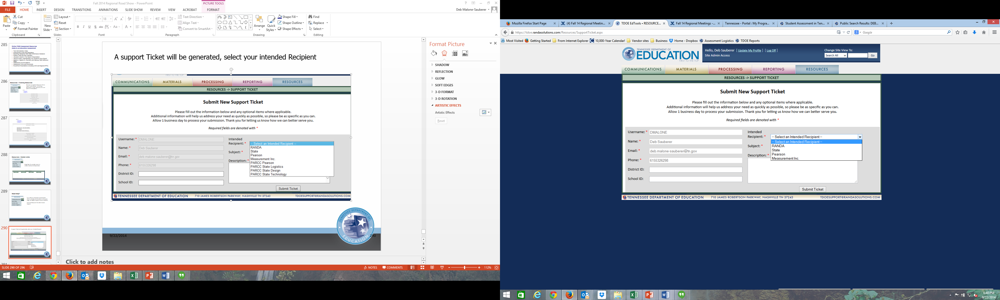 Fall 2014 Regional Road Show - PowerPoint
PICTURE TOOLS
FILE HOME INSERT DESIGN TRANSITIONS ANIMATIONS SLIDE SHOW REVIEW VIEW ACROBAT FORMAT
Deb Malone-Sauberer
Paste
Cut
Copy
Format Painter
Clipboard
New Slide
Layout
Reset
Section
Slides
18
B I U S abc AV Aa A
Font
Text Direction
Align Text
Convert to SmartArt
Paragraph
Arrange
Quick Styles
Shape Fill
Shape Outline
Shape Effects
Drawing
Find
Replace
Select
Editing
285
Online TDOE Assessment Resources
286
Resources – Training Resources
287
288
Resources – Vendor Links
289
Need Help?
290
291
A support Ticket will be generated, select your intended Recipient
COMMUNICATIONS MATERIALS PROCESSING REPORTING RESOURCES
RESOURCES -> SUPPORT TICKET
Submit New Support Ticket
Please fill out the information below and any optional items where applicable.
Additional information will help us address your need as quickly as possible, so please be as specific as you can.
Allow 1 business day to process your submission. Thank you for letting us know how we can better serve you.
Required fields are denoted with *
Username: * DMALONE
Name: * Deb Sauberer
Email: * deb.malone-sauberer@tn.gov
Phone: * 6155326298
District ID:
School ID:
Intended
Recipient: *
-- Select an Intended Recipient --
RANDA
State
Pearson
Measurement Inc.
PARCC Pearson
PARCC State Logistics
PARCC State Design
PARCC State Technology
Subject: *
Description: *
Submit Ticket
TENNESSEE DEPARTMENT OF EDUCATION 710 JAMES ROBERTSON PARKWAY, NASHVILLE TN 37243 TDOESUPPORT@RANDASOLUTIONS.COM
TENNESSEE DEPARTMENT OF
EDUCATION
9/22/2014
290
Click to add notes
SLIDE 290 OF 296
NOTES COMMENTS 112%
Format Picture
SHADOW
REFLECTION
GLOW
SOFT EDGES
3-D FORMAT
3-D ROTATION
ARTISTIC EFFECTS
Artistic Effects
Reset
Mozilla Firefox Start Page
(4) Fall 14 Regional Meetin...
TDOE EdTools • RESOURCE...
Fall 14 Regional Meetings -...
Tennessee - Portal : My Progra...
Student Assessment in Ten...
Public Search Results: DEB...
https://tdoe.randasolutions.com/Resources/SupportTicket.aspx
Google
Most Visited Getting Started From Internet Explorer 10,000-Year Calendar! Vendor sites Business Home - Dropbox Assessment Logistics TDOE Reports
TENNESSEE DEPARTMENT OF
EDUCATION
FIRST TO THE TOP
Hello, Deb Sauberer [ Update My Profile ] [ Log Off ]
Site Admin Access
Change Site View To:
Search All Go
COMMUNICATIONS MATERIALS PROCESSING REPORTING RESOURCES
RESOURCES -> SUPPORT TICKET
Submit New Support Ticket
Please fill out the information below and any optional items where applicable.
Additional information will help us address your need as quickly as possible, so please be as specific as you can.
Allow 1 business day to process your submission. Thank you for letting us know how we can better serve you.
Required fields are denoted with *
Username: * DMALONE
Name: * Deb Sauberer
Email: * deb.malone-sauberer@tn.gov
Phone: * 6155326298
District ID:
School ID:
Intended
Recipient: * -- Select an Intended Recipient --
-- Select an Intended Recipient --
RANDA
State
Pearson
Measurement Inc.
Subject: *
Description: *
Submit Ticket
TENNESSEE DEPARTMENT OF EDUCATION 710 JAMES ROBERTSON PARKWAY, NASHVILLE TN 37243 TDOESUPPORT@RANDASOLUTIONS.COM
6:40 PM
9/22/2014